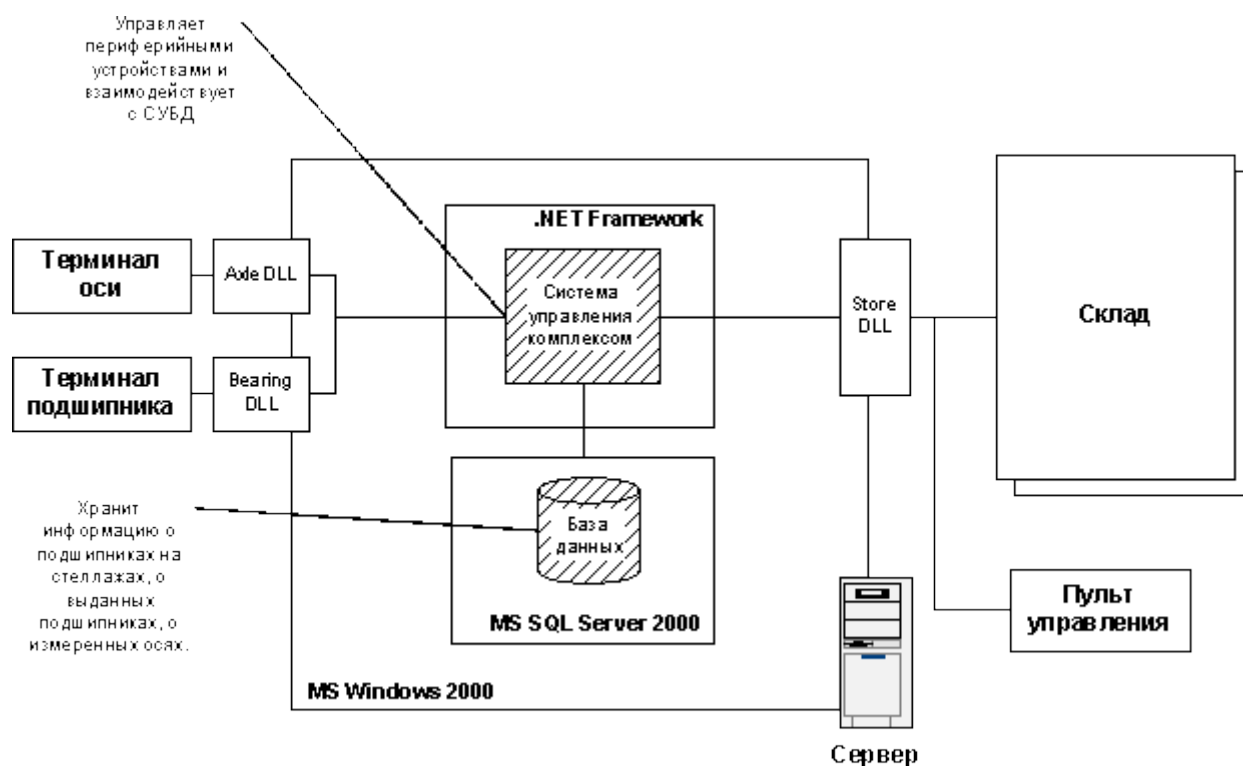 Управляет
периферийными
устройствами и
взаимодействует
с СУБД
.NET Framework
Терминал
оси
Axle DLL
Система
управления
комплексом
Store
DLL
Склад
Терминал
подшипника
Bearing
DLL
Хранит
информацию о
подшипниках на
стеллажах, о
выданных
подшипниках, о
измеренных осях.
База
данных
MS SQL Server 2000
Пульт
управления
MS Windows 2000
Сервер